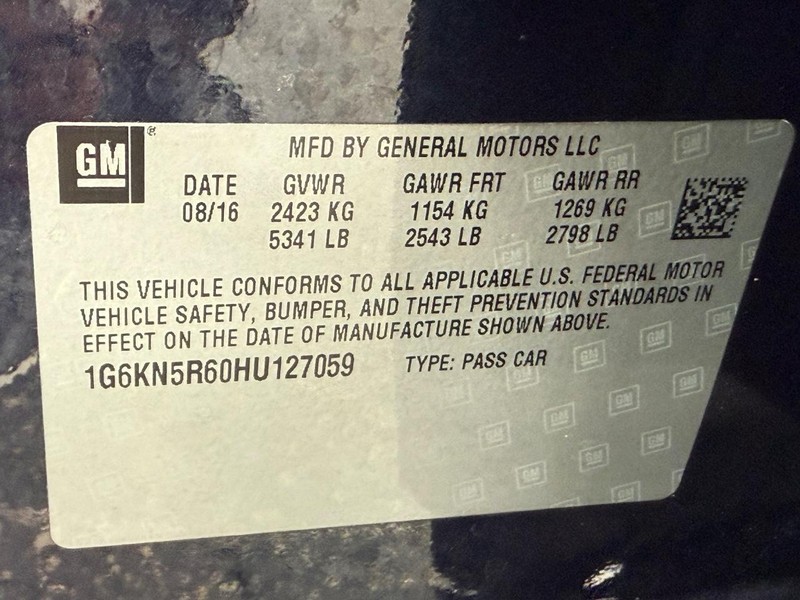 GM®
MFD BY GENERAL MOTORS LLC
DATE GVWR GAWR FRT GAWR RR
08/16 2423 KG 1154 KG 1269 KG
5341 LB 2543 LB 2798 LB
THIS VEHICLE CONFORMS TO ALL APPLICABLE U.S. FEDERAL MOTOR
VEHICLE SAFETY, BUMPER, AND THEFT PREVENTION STANDARDS IN
EFFECT ON THE DATE OF MANUFACTURE SHOWN ABOVE.
1G6KN5R60HU127059 TYPE: PASS CAR